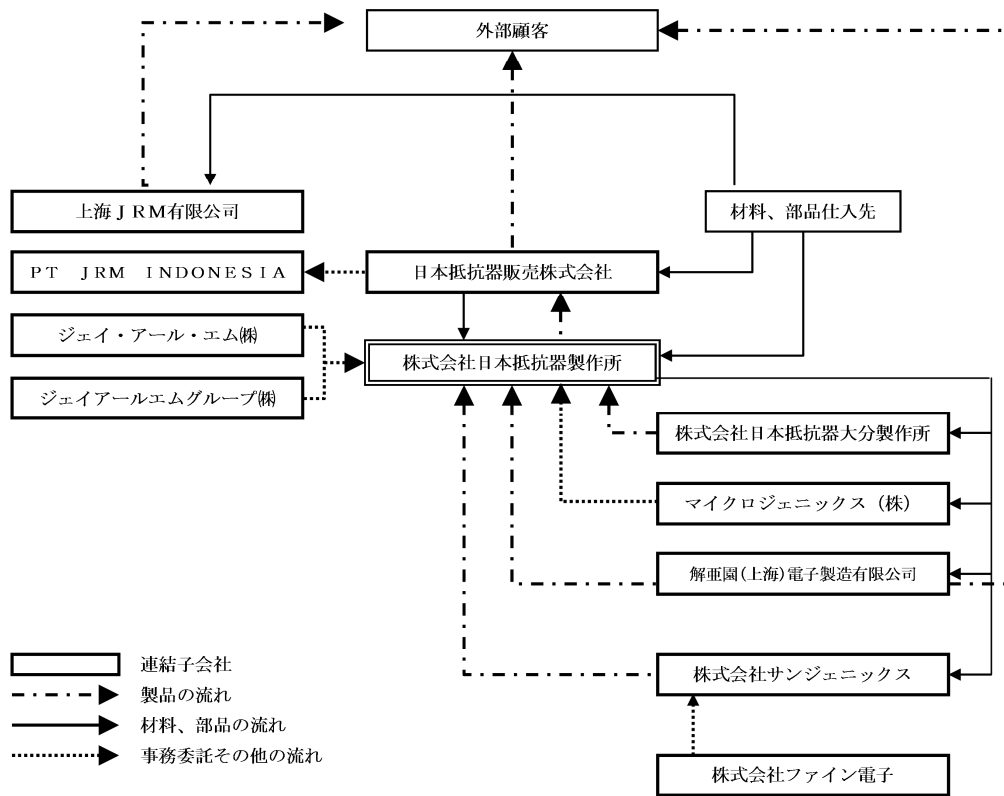 外部顧客
上海ＪＲＭ有限公司
材料、部品仕入先
ＰＴ　ＪＲＭ　ＩＮＤＯＮＥＳＩＡ
日本抵抗器販売株式会社
ジェイ・アール・エム㈱
株式会社日本抵抗器製作所
ジェイアールエムグループ㈱
株式会社日本抵抗器大分製作所
マイクロジェニックス（株）
解亜園(上海)電子製造有限公司
株式会社サンジェニックス
株式会社ファイン電子
連結子会社
製品の流れ
材料、部品の流れ
事務委託その他の流れ